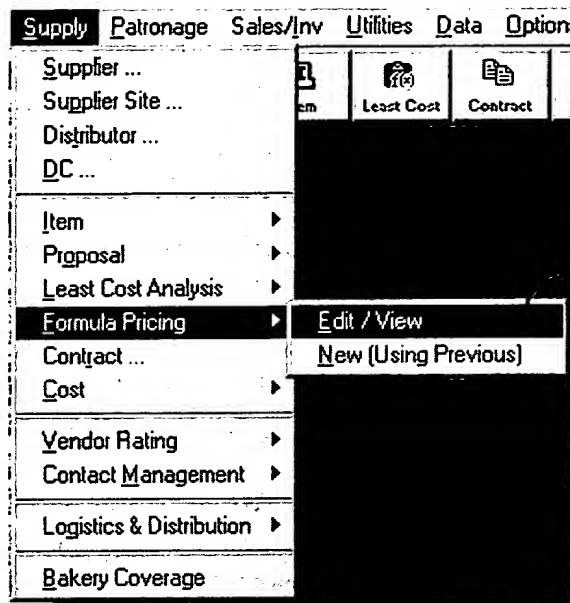 Supply Patronage Sales/Inv Utilities Data Option
Supplier ...
Supplier Site ...
Distributor ...
DC ...
Least Cost Contract
Item
Proposal
Least Cost Analysis
Formula Pricing
Edit / View
New (Using Previous)
Contract ...
Cost
Vendor Rating
Contact Management
Logistics & Distribution
Bakery Coverage